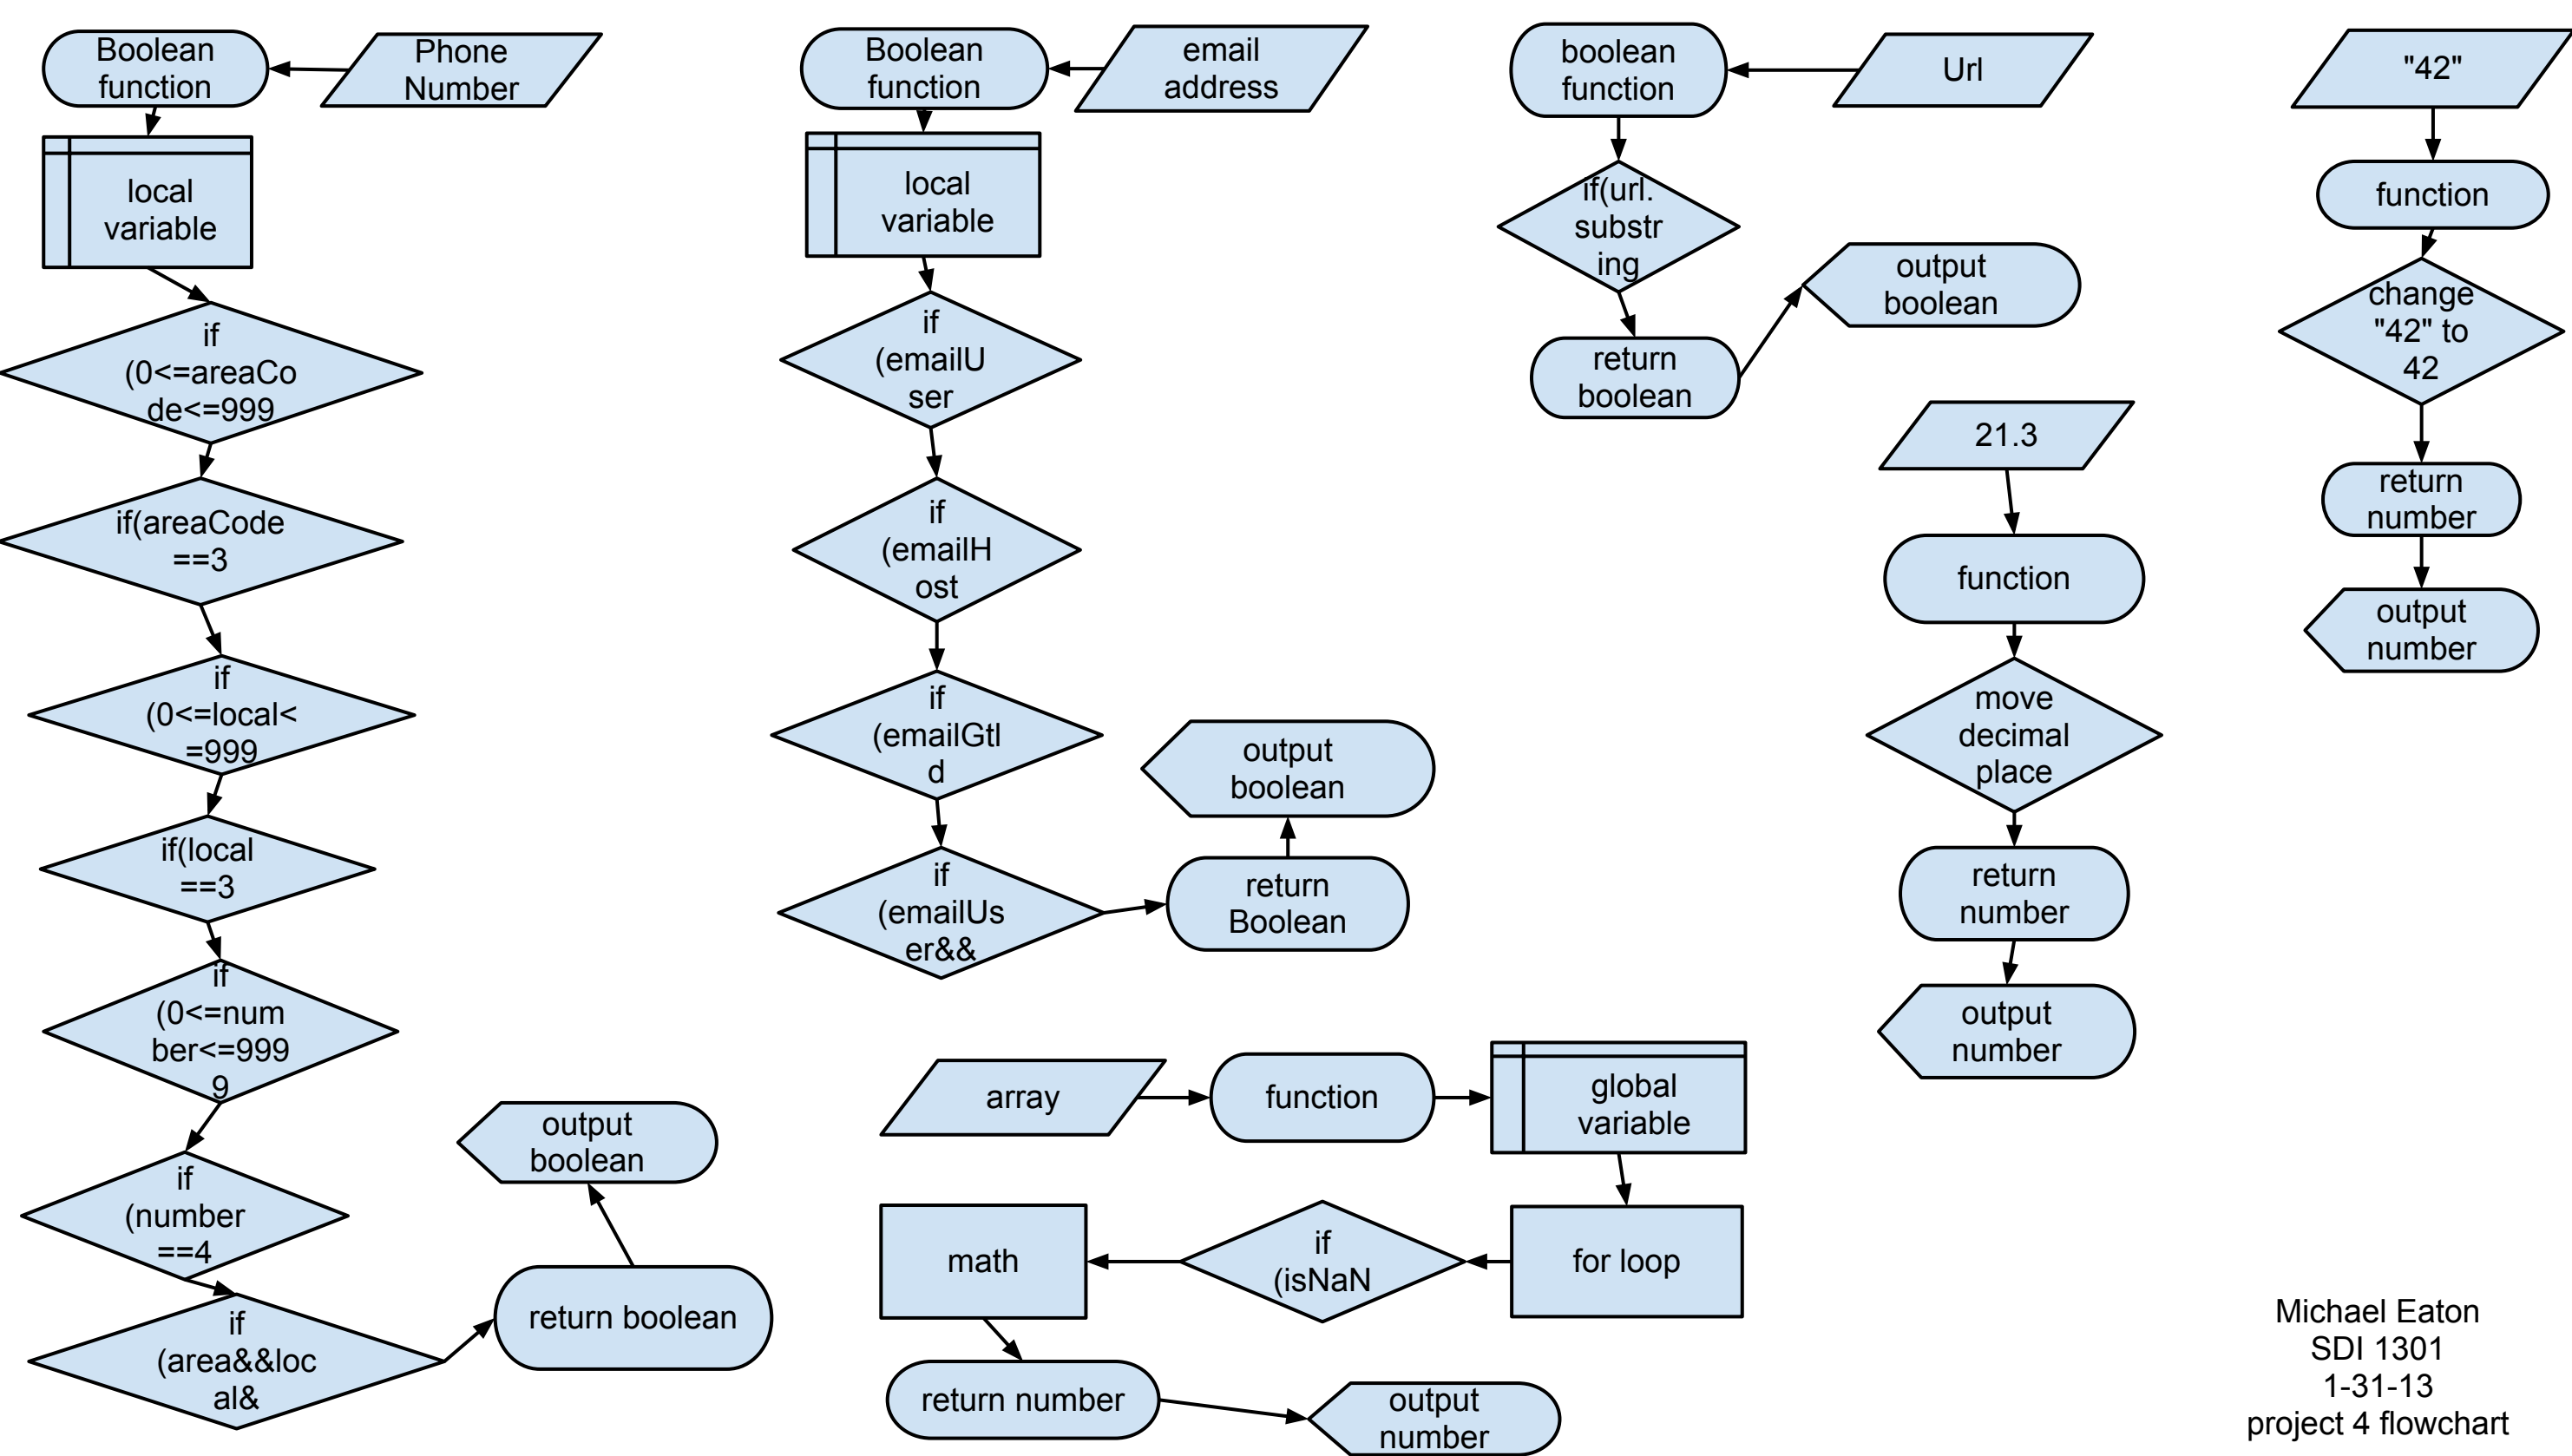 Boolean
function
Phone
Number
local
variable
if
(0<=areaCo
de<=999
if(areaCode
==3
if
(0<=local<
=999
if(local
==3
if
(0<=num
ber<=999
9
if
(number
==4
if
(area&&loc
al&
return boolean
output
boolean
Boolean
function
email
address
local
variable
if
(emailU
ser
if
(emailH
ost
if
(emailGtl
d
if
(emailUs
er&&
return
Boolean
output
boolean
boolean
function
Url
if(url.
substr
ing
return
boolean
output
boolean
21.3
function
move
decimal
place
return
number
output
number
"42"
function
change
"42" to
42
return
number
output
number
array
function
global
variable
for loop
if
(isNaN
math
return number
output
number
Michael Eaton
SDI 1301
1-31-13
project 4 flowchart